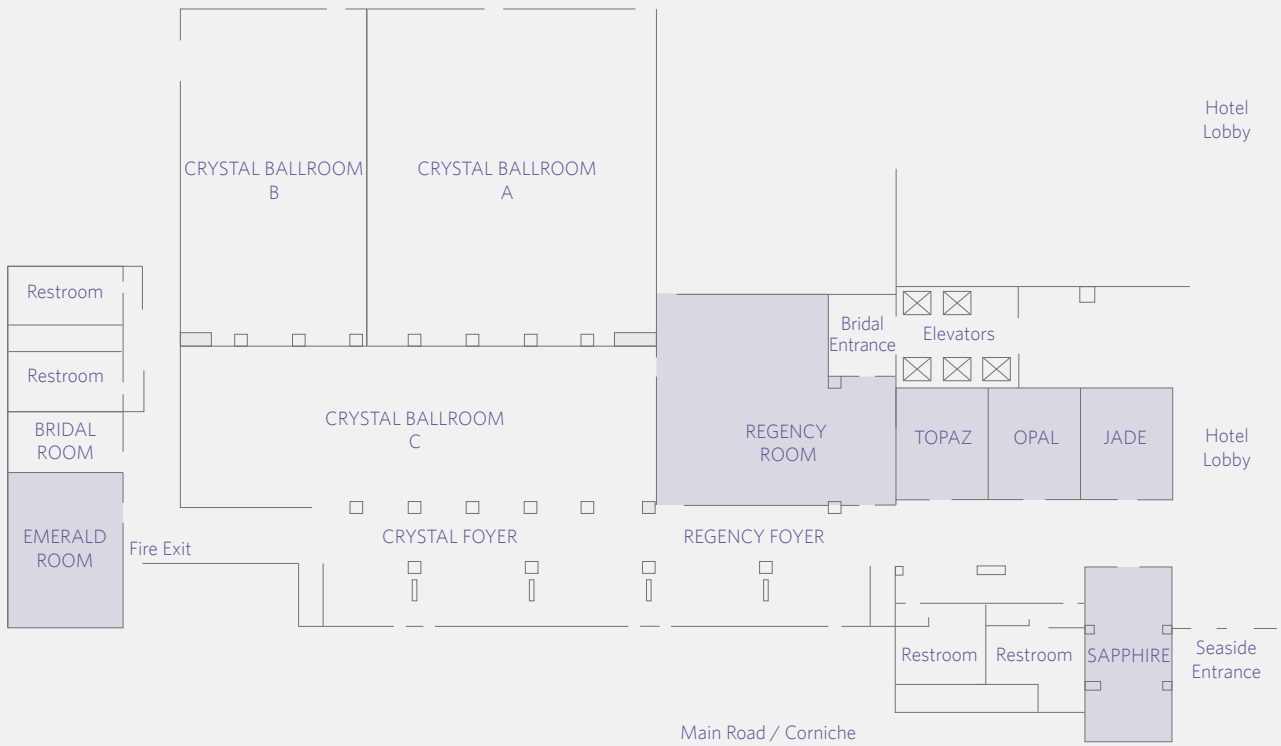 Hotel
Lobby
CRYSTAL BALLROOM
B
CRYSTAL BALLROOM
A
Restroom
Bridal
Entrance
Elevators
Restroom
CRYSTAL BALLROOM
C
BRIDAL
ROOM
REGENCY
ROOM
TOPAZ
OPAL
JADE
Hotel
Lobby
EMERALD
ROOM
Fire Exit
CRYSTAL FOYER
REGENCY FOYER
Restroom
Restroom
SAPPHIRE
Seaside
Entrance
Main Road / Corniche